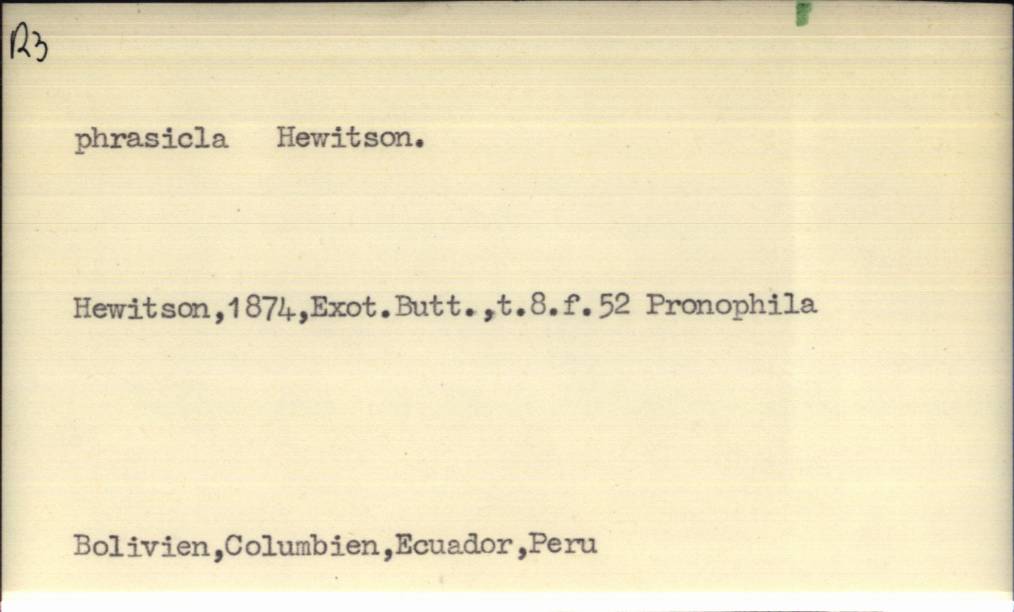 R3
phrasicla Hewitson.
Hewitson,1874,Exot.Butt.,t.8.f.52 Pronophila
Bolivien,Columbien,Ecuador,Peru